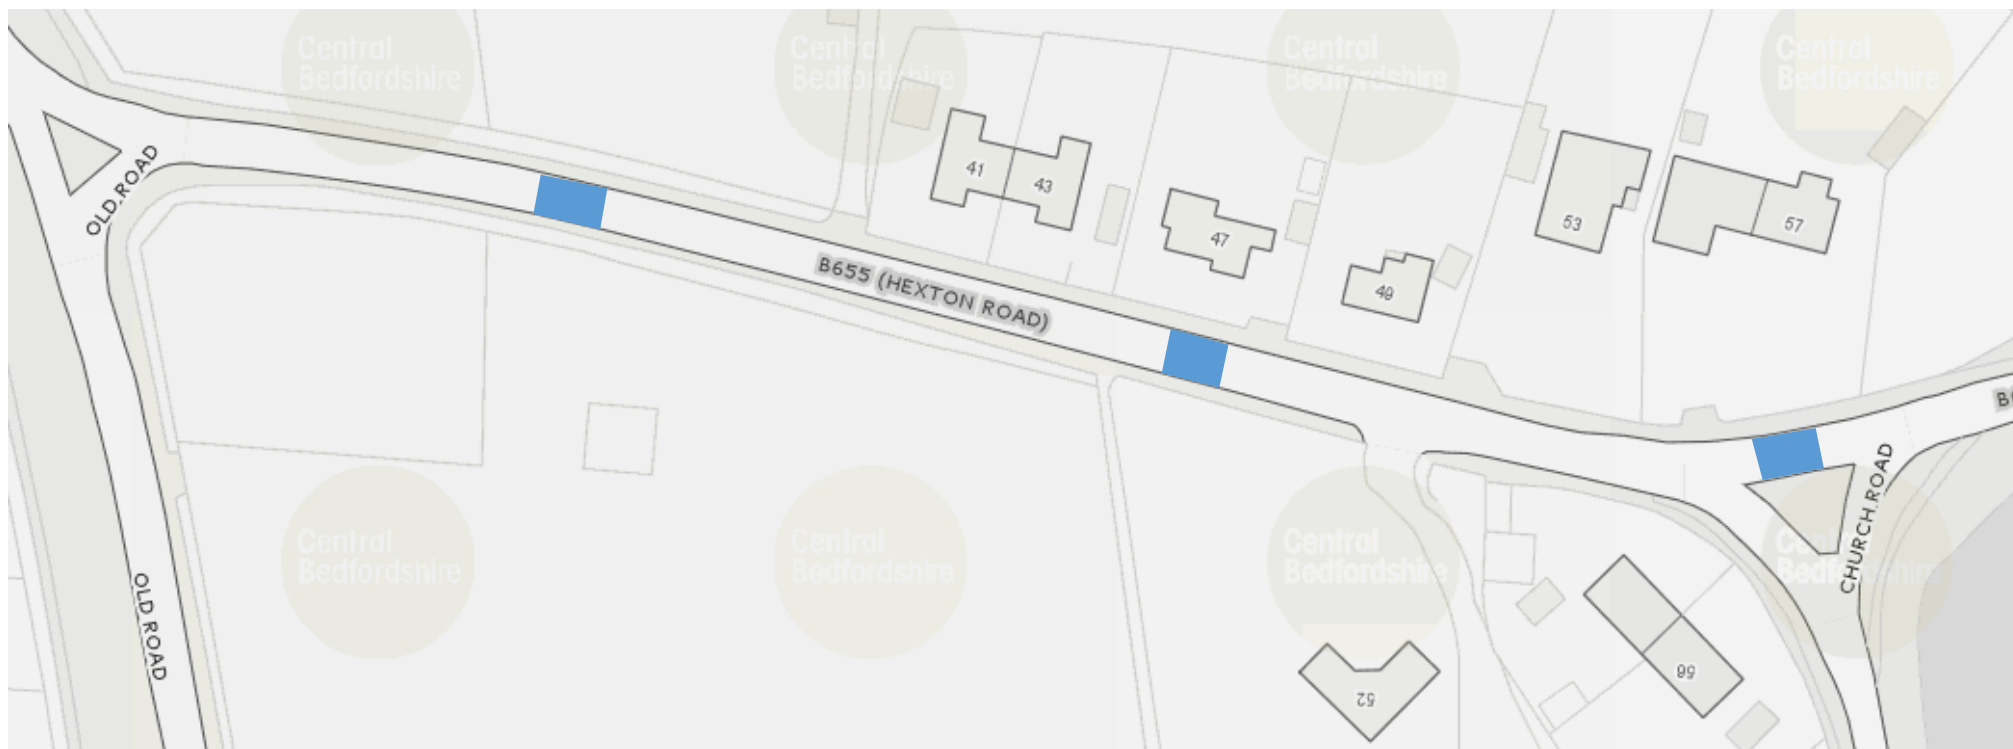 Central
Bedfordshire
Central
Bedfordshire
Central
Bedfordshire
Central
Bedfordshire
OLD ROAD
41
43
47
49
53
57
B655 (HEXTON ROAD)
CHURCH ROAD
OLD ROAD
Central
Bedfordshire
Central
Bedfordshire
Central
Bedfordshire
52